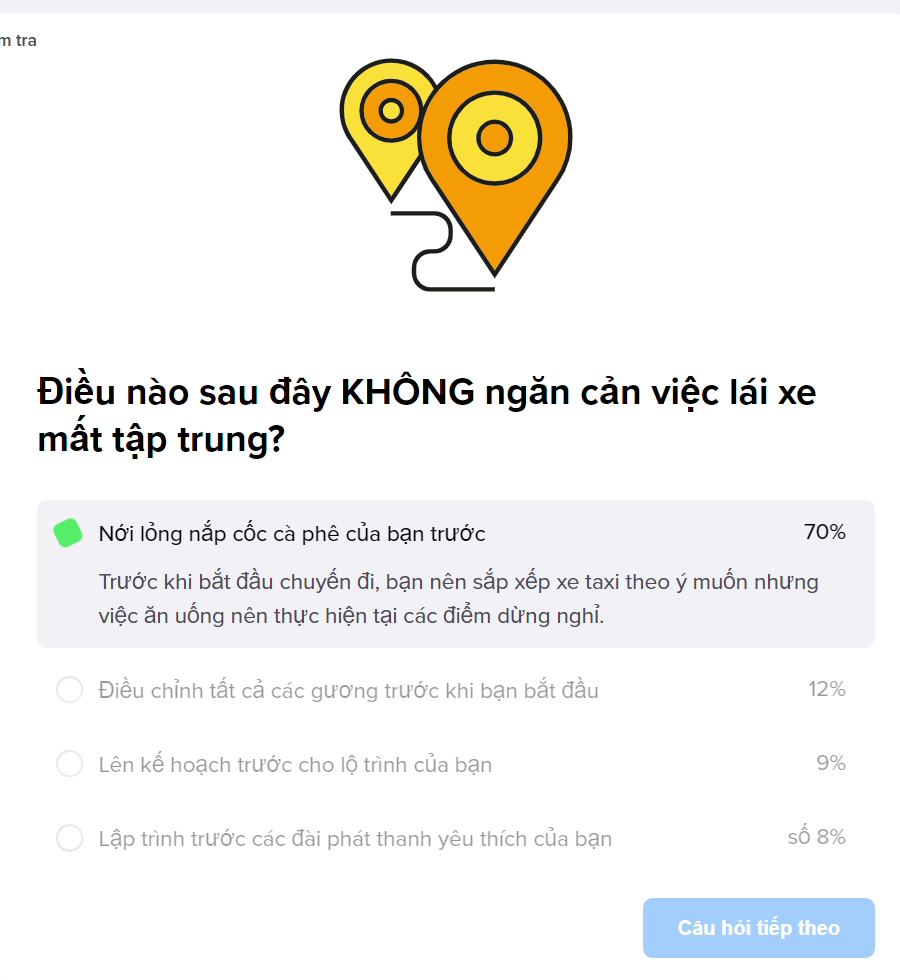 m tra
Điều nào sau đây KHÔNG ngăn cản việc lái xe
mất tập trung?
Nới lỏng nắp cốc cà phê của bạn trước 70%
Trước khi bắt đầu chuyến đi, bạn nên sắp xếp xe taxi theo ý muốn nhưng
việc ăn uống nên thực hiện tại các điểm dừng nghỉ.
Điều chỉnh tất cả các gương trước khi bạn bắt đầu 12%
Lên kế hoạch trước cho lộ trình của bạn 9%
Lập trình trước các đài phát thanh yêu thích của bạn số 8%
Câu hỏi tiếp theo